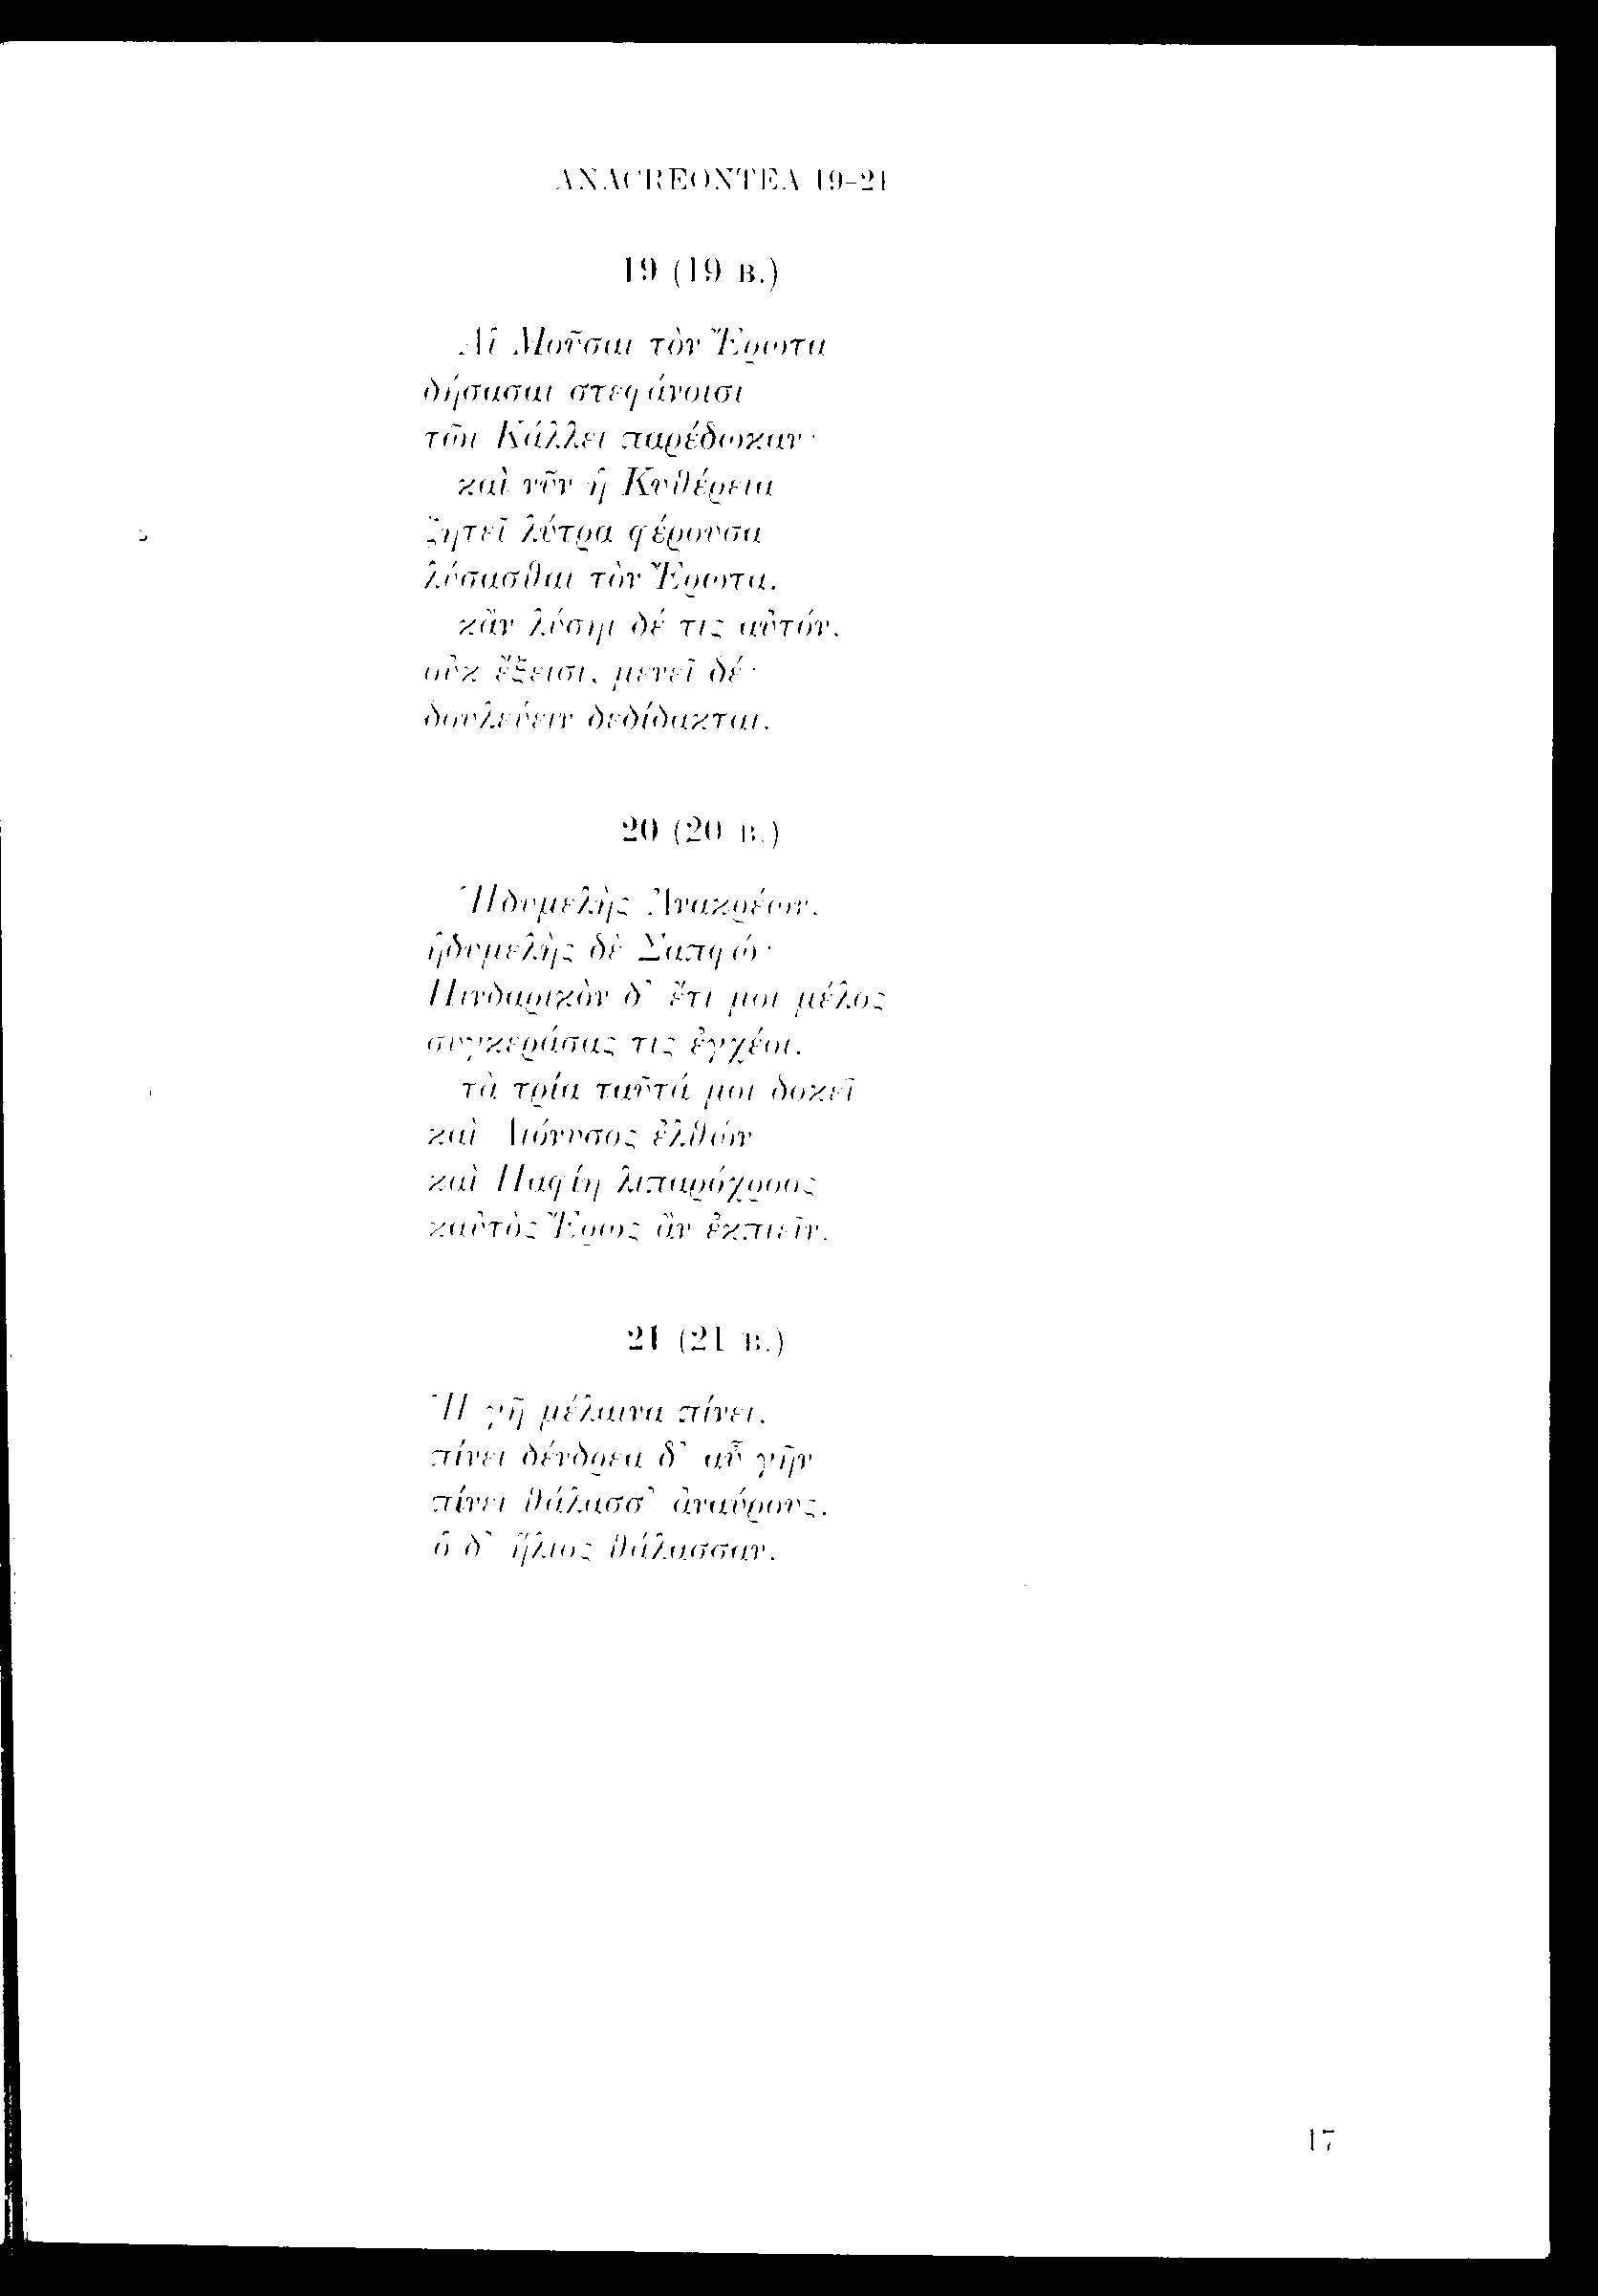 ANACREONTEA 19-21
19 (19 B.)
Αἱ Μοῦσαι τὸν Ἔρωτα
δήσασαι στεφάνοισι
τῶι Κάλλει παρέδωκαν·
καὶ νῦν ἡ Κυθέρεια
5 ζητεῖ λύτρα φέρουσα
λύσασθαι τὸν Ἔρωτα.
κἂν λύσηι δέ τις αὐτόν,
οὐκ ἔξεισι, μενεῖ δέ·
δουλεύειν δεδίδακται.
20 (20 B.)
Ἡδυμελὴς Ἀνακρέων,
ἡδυμελὴς δὲ Σαπφώ·
Πινδαρικὸν δ᾽ ἔτι μοι μέλος
συγκεράσας τις ἐγχέοι.
τὰ τρία ταῦτά μοι δοκεῖ
καὶ Διόνυσος ἐλθών
καὶ Παφίη λιπαρόχροος
καὐτὸς Ἔρως ἂν ἐκπιεῖν.
21 (21 B.)
Ἡ γῆ μέλαινα πίνει,
πίνει δένδρεα δ᾽ αὖ γῆν
πίνει θάλασσ᾽ ἀναύρους,
ὁ δ᾽ ἥλιος θάλασσαν,
17